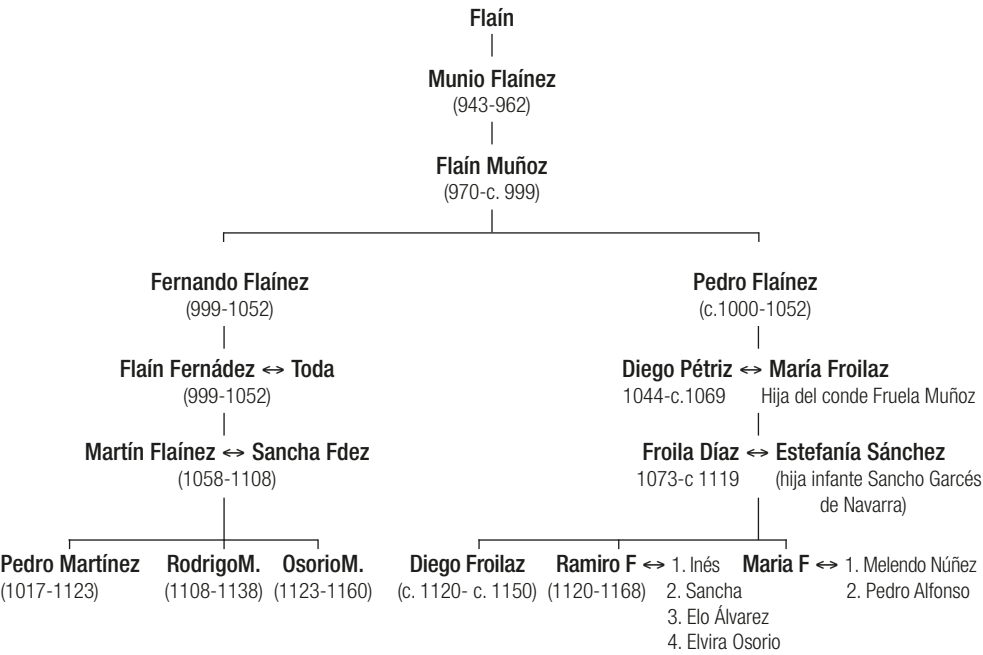 Flaín
Munio Flaínez
(943-962)
Flaín Muñoz
(970-c. 999)
Fernando Flaínez
(999-1052)
Pedro Flaínez
(c.1000-1052)
Flaín Fernádez ↔ Toda
(999-1052)
Diego Pétriz ↔ María Froilaz
1044-c.1069 Hija del conde Fruela Muñoz
Martín Flaínez ↔ Sancha Fdez
(1058-1108)
Froila Díaz ↔ Estefanía Sánchez
1073-c 1119 (hija infante Sancho Garcés
de Navarra)
Pedro Martínez
(1017-1123)
RodrigoM.
(1108-1138)
OsorioM.
(1123-1160)
Diego Froilaz
(c. 1120- c. 1150)
Ramiro F ↔ 1. Inés
(1120-1168) 2. Sancha
3. Elo Álvarez
4. Elvira Osorio
Maria F ↔ 1. Melendo Núñez
2. Pedro Alfonso